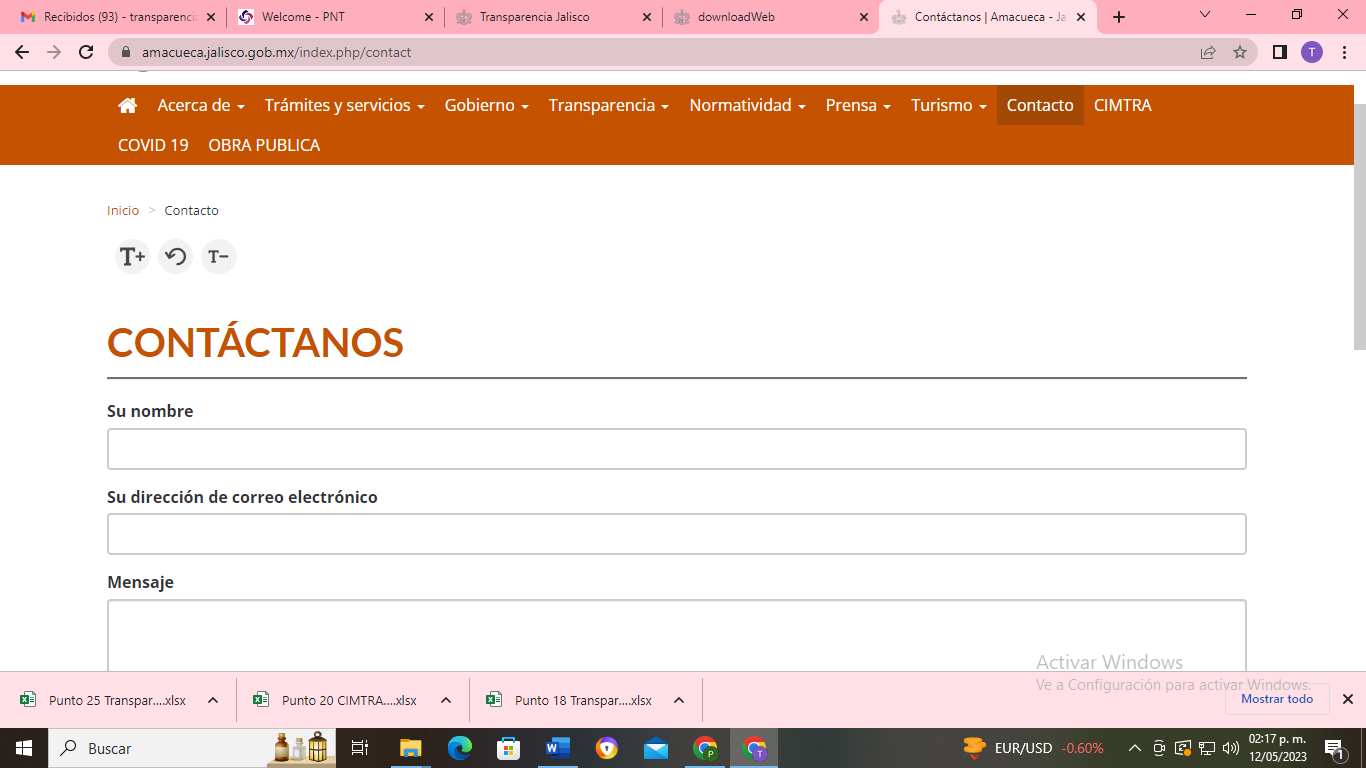 Recibidos (93) - transparencia
Welcome - PNT
Transparencia Jalisco
downloadWeb
Contáctanos | Amacueca - Ja
amacueca.jalisco.gob.mx/index.php/contact
T
Acerca de
Trámites y servicios
Gobierno
Transparencia
Normatividad
Prensa
Turismo
Contacto
CIMTRA
COVID 19
OBRA PUBLICA
Inicio > Contacto
T+
T-
CONTÁCTANOS
Su nombre
Su dirección de correo electrónico
Mensaje
Activar Windows
Ve a Configuración para activar Windows.
Punto 25 Transpar....xlsx
Punto 20 CIMTRA....xlsx
Punto 18 Transpar....xlsx
Mostrar todo
Buscar
EUR/USD -0.60%
02:17 p. m.
12/05/2023
1